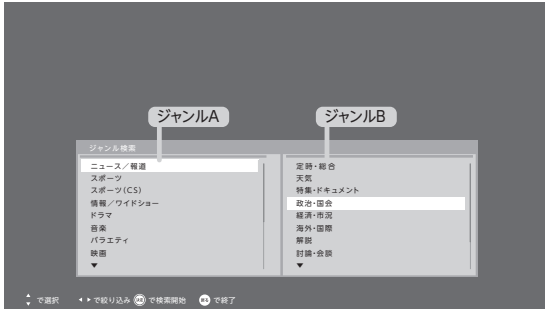 ジャンルA
ジャンルB
ジャンル検索
ニュース／報道
スポーツ
スポーツ(CS)
情報／ワイドショー
ドラマ
音楽
バラエティ
映画
▼
定時・総合
天気
特集・ドキュメント
政治・国会
経済・市況
海外・国際
解説
討論・会談
▼
で選択 で絞り込み で検索開始 戻る で終了